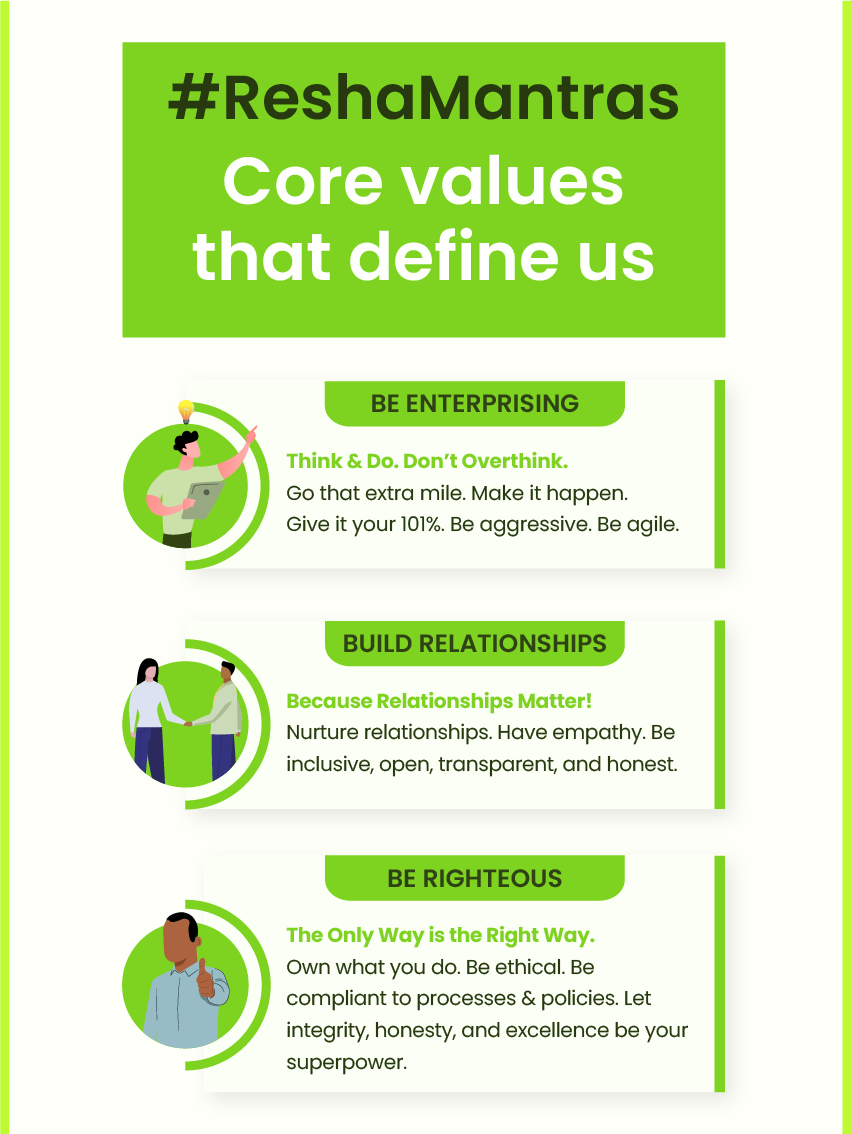 #ReshaMantras
Core values
that define us
BE ENTERPRISING
Think & Do. Don’t Overthink.
Go that extra mile. Make it happen.
Give it your 101%. Be aggressive. Be agile.
BUILD RELATIONSHIPS
Because Relationships Matter!
Nurture relationships. Have empathy. Be
inclusive, open, transparent, and honest.
BE RIGHTEOUS
The Only Way is the Right Way.
Own what you do. Be ethical. Be
compliant to processes & policies. Let
integrity, honesty, and excellence be your
superpower.